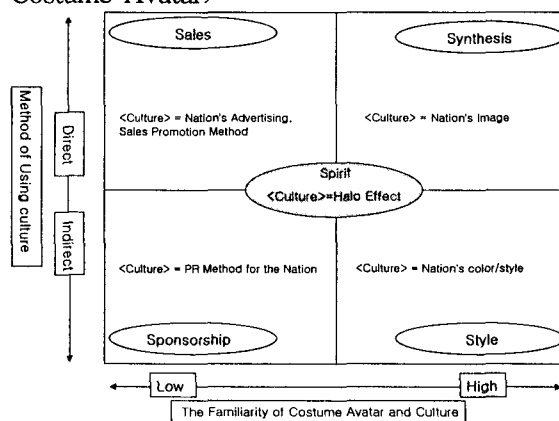 Costume Avatar)
Sales
Synthesis
<Culture> = Nation's Advertising,
Sales Promotion Method
<Culture> = Nation's Image
Spirit
<Culture>=Halo Effect
<Culture> = PR Method for the Nation
<Culture> = Nation's color/style
Sponsorship
Style
Method of Using culture
Direct
Indirect
Low
High
The Familiarity of Costume Avatar and Culture